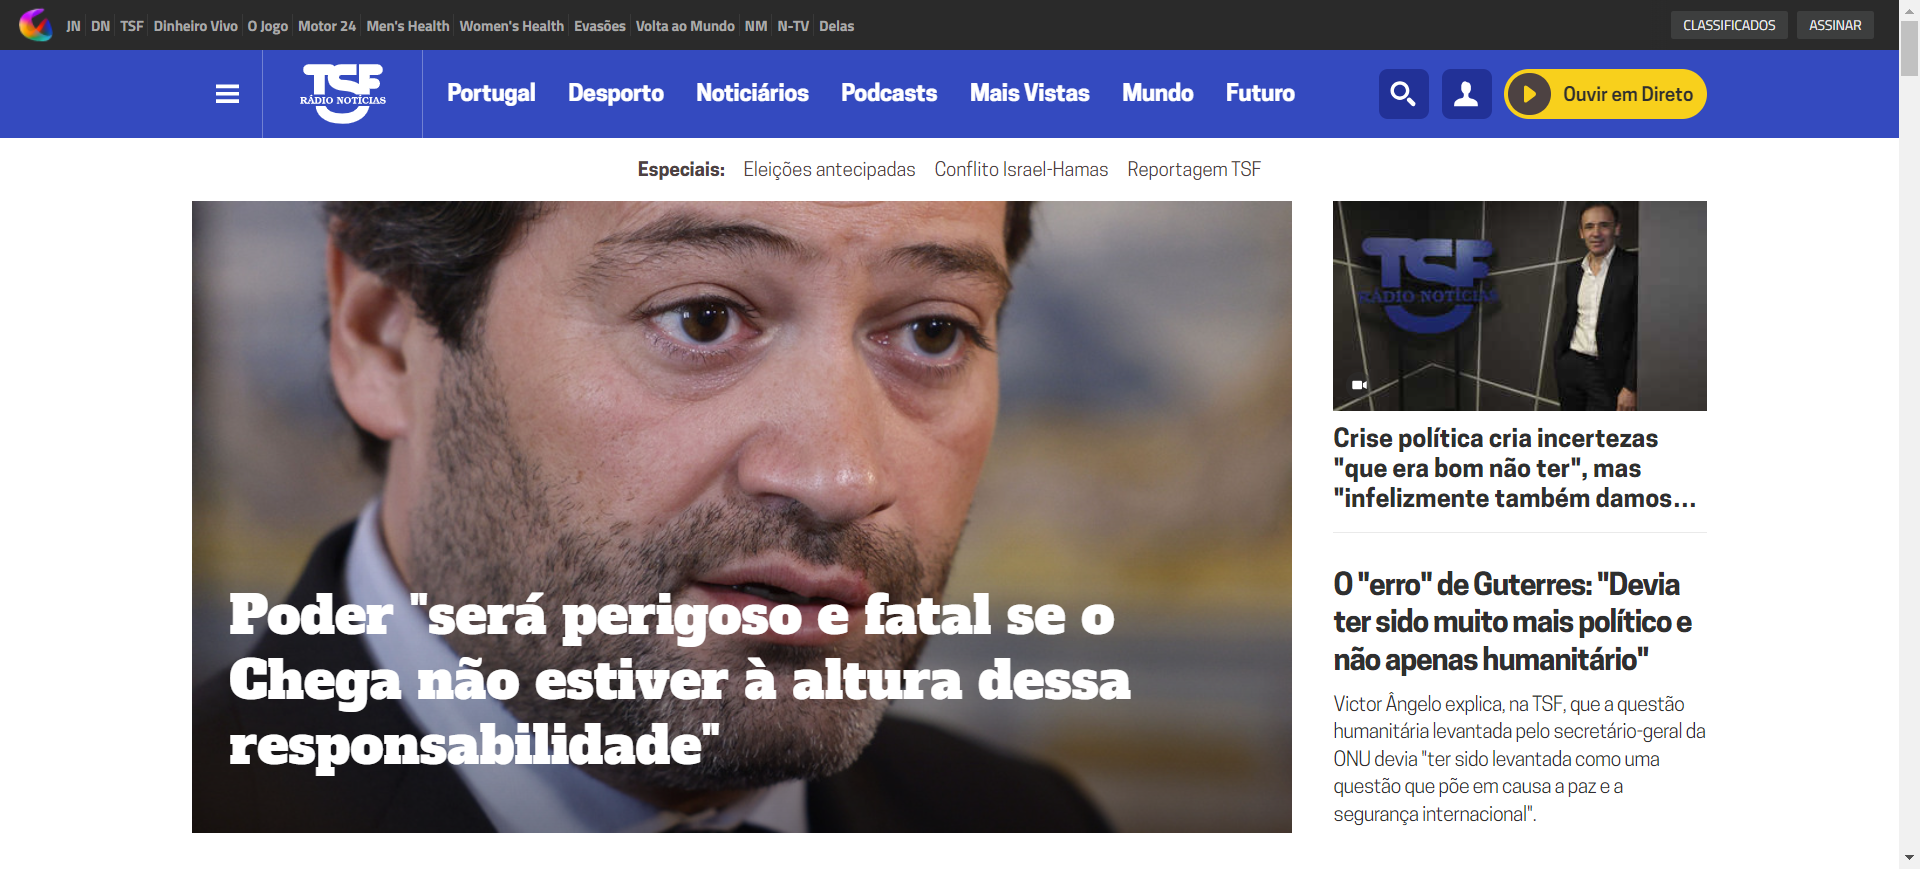 JN DN TSF Dinheiro Vivo O Jogo Motor 24 Men's Health Women's Health Evasões Volta ao Mundo NM N-TV Delas CLASSIFICADOS ASSINAR
TSF
RÁDIO NOTÍCIAS
Portugal Desporto Noticiários Podcasts Mais Vistas Mundo Futuro Ouvir em Direto
Especiais: Eleições antecipadas Conflito Israel-Hamas Reportagem TSF
Poder "será perigoso e fatal se o
Chega não estiver à altura dessa
responsabilidade"
TSF
RÁDIO NOTÍCIAS
Crise política cria incertezas
"que era bom não ter", mas
"infelizmente também damos...
O "erro" de Guterres: "Devia
ter sido muito mais político e
não apenas humanitário"
Victor Ângelo explica, na TSF, que a questão
humanitária levantada pelo secretário-geral da
ONU devia "ter sido levantada como uma
questão que põe em causa a paz e a
segurança internacional".